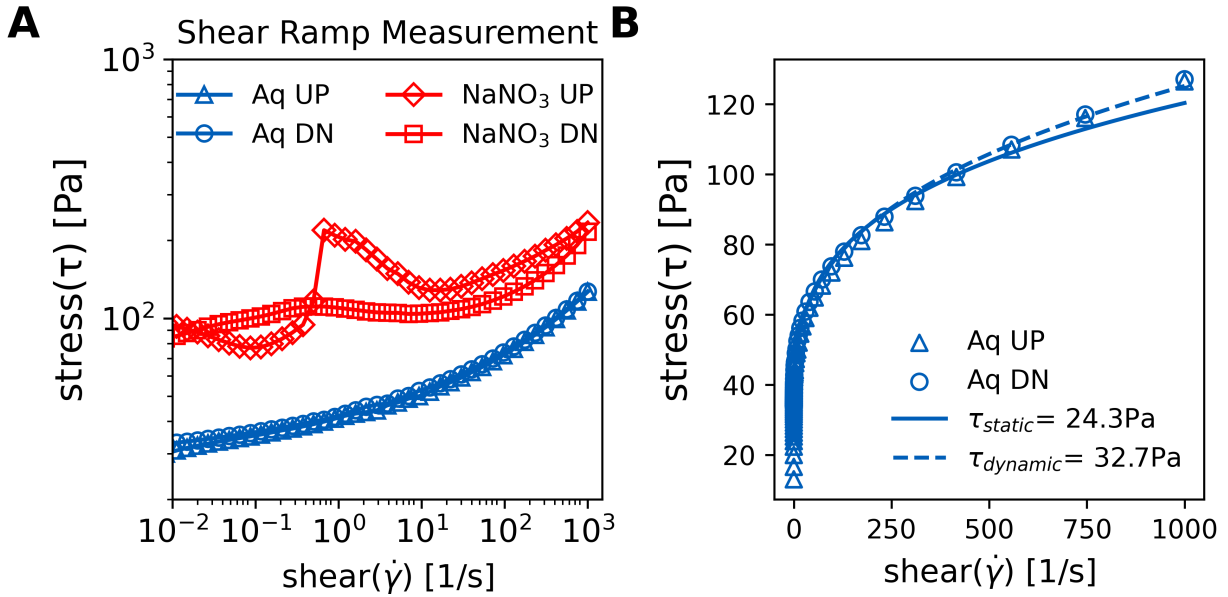 A
Shear Ramp Measurement
10³
10²
stress(τ) [Pa]
Aq UP
Aq DN
NaNO₃ UP
NaNO₃ DN
10⁻² 10⁻¹ 10⁰ 10¹ 10² 10³
shear(γ̇) [1/s]
B
120
100
80
60
40
20
stress(τ) [Pa]
Aq UP
Aq DN
τstatic= 24.3Pa
τdynamic= 32.7Pa
0 250 500 750 1000
shear(γ̇) [1/s]